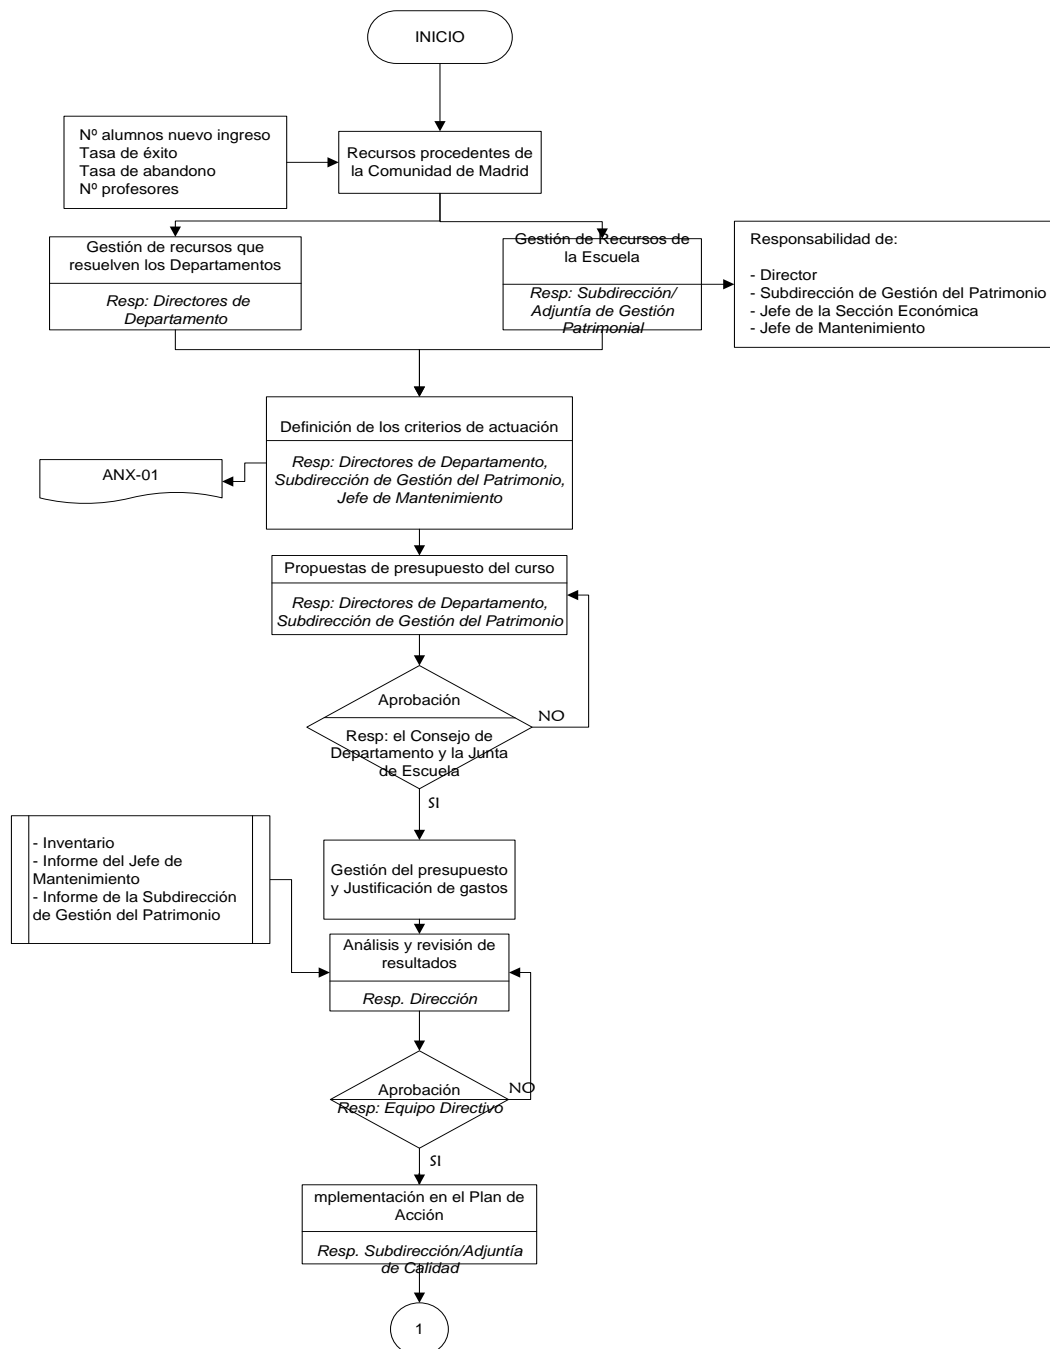 INICIO
Nº alumnos nuevo ingreso
Tasa de éxito
Tasa de abandono
Nº profesores
Recursos procedentes de
la Comunidad de Madrid
Gestión de recursos que
resuelven los Departamentos
Resp: Directores de
Departamento
Gestión de Recursos de
la Escuela
Resp: Subdirección/
Adjuntía de Gestión
Patrimonial
Responsabilidad de:
- Director
- Subdirección de Gestión del Patrimonio
- Jefe de la Sección Económica
- Jefe de Mantenimiento
Definición de los criterios de actuación
Resp: Directores de Departamento,
Subdirección de Gestión del Patrimonio,
Jefe de Mantenimiento
ANX-01
Propuestas de presupuesto del curso
Resp: Directores de Departamento,
Subdirección de Gestión del Patrimonio
Aprobación
Resp: el Consejo de
Departamento y la Junta
de Escuela
NO
SI
- Inventario
- Informe del Jefe de
Mantenimiento
- Informe de la Subdirección
de Gestión del Patrimonio
Gestión del presupuesto
y Justificación de gastos
Análisis y revisión de
resultados
Resp. Dirección
Aprobación
Resp: Equipo Directivo
NO
SI
mplementación en el Plan de
Acción
Resp. Subdirección/Adjuntía
de Calidad
1